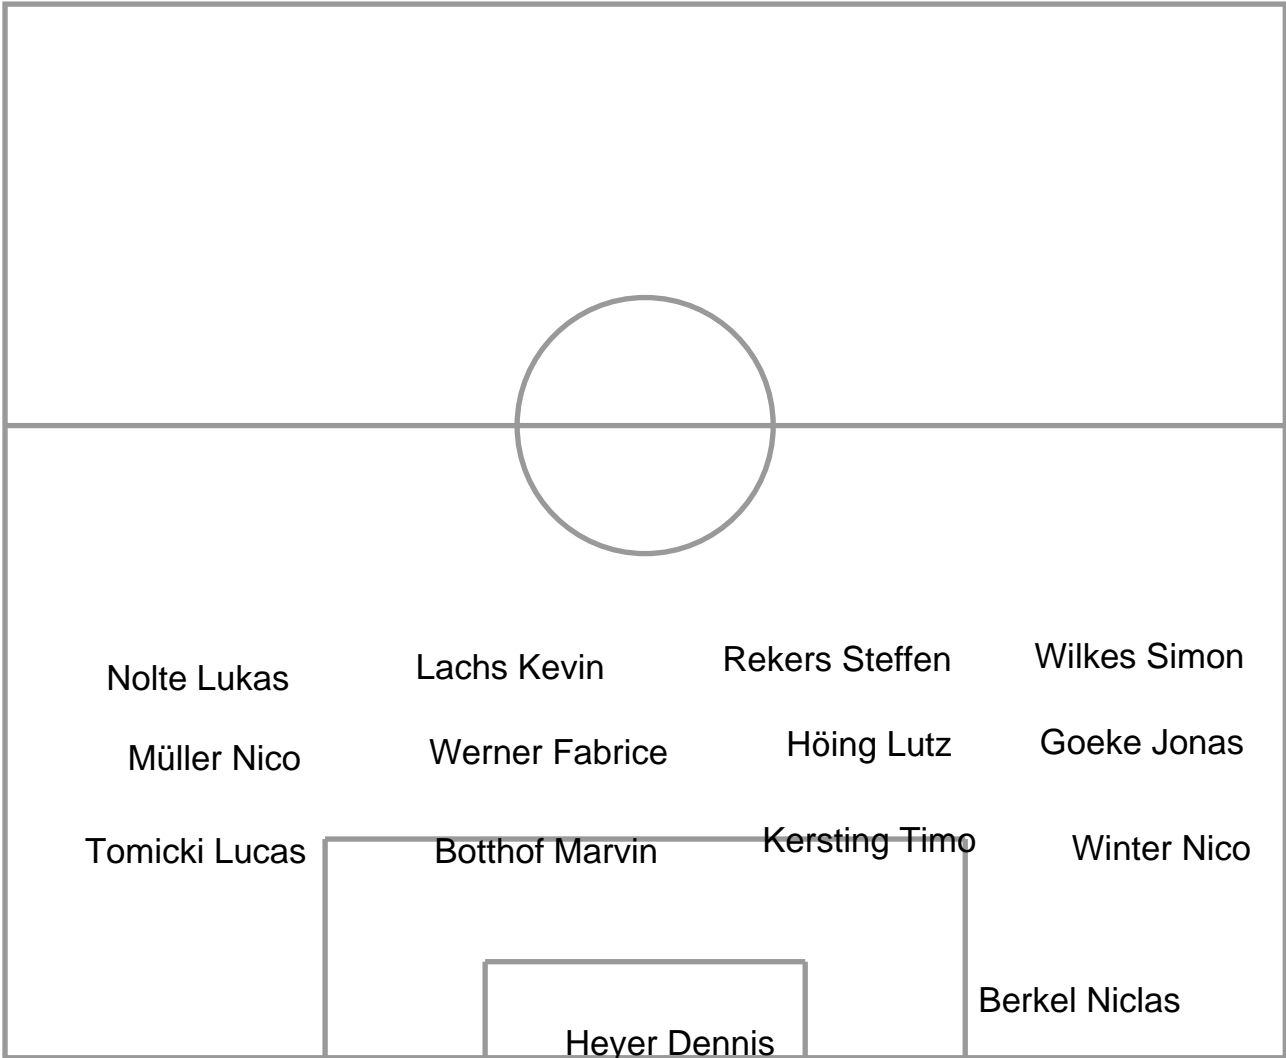 Nolte Lukas
Lachs Kevin
Rekers Steffen
Wilkes Simon
Müller Nico
Werner Fabrice
Höing Lutz
Goeke Jonas
Tomicki Lucas
Botthof Marvin
Kersting Timo
Winter Nico
Berkel Niclas
Heyer Dennis